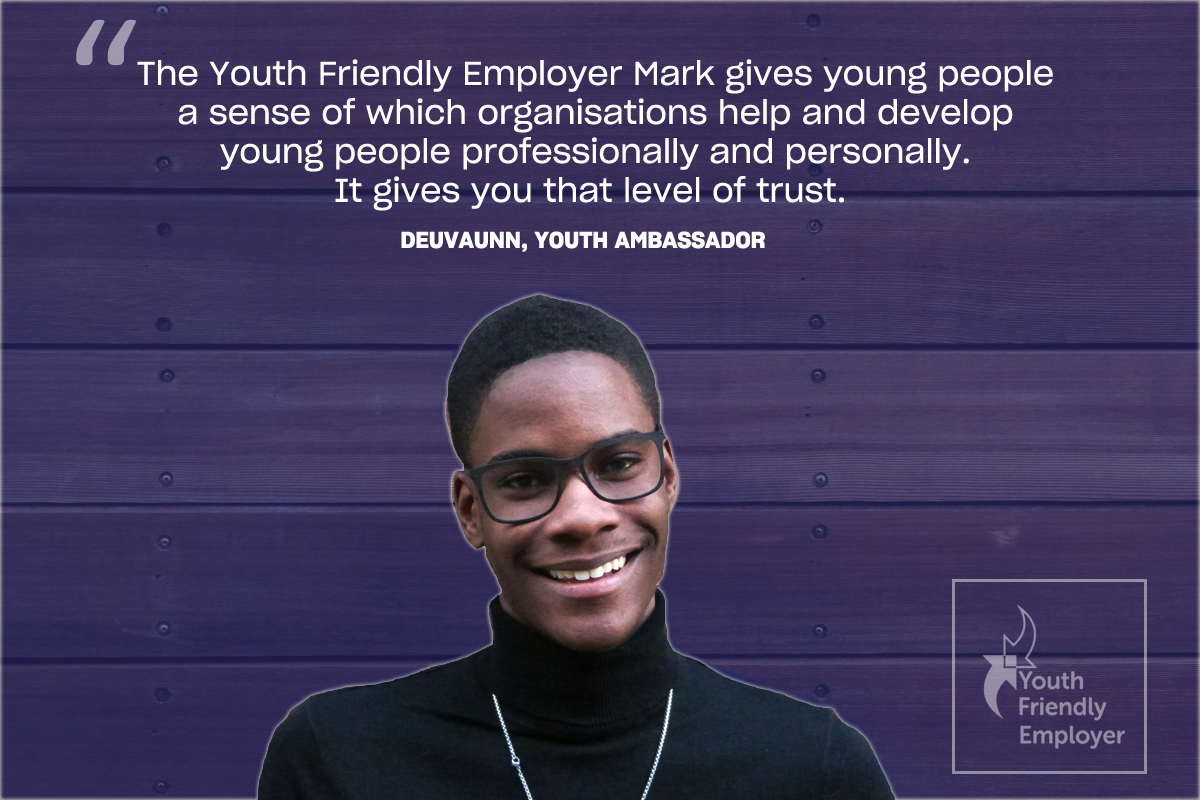 “
The Youth Friendly Employer Mark gives young people
a sense of which organisations help and develop
young people professionally and personally.
It gives you that level of trust.
DEUVAUNN, YOUTH AMBASSADOR
Youth
Friendly
Employer